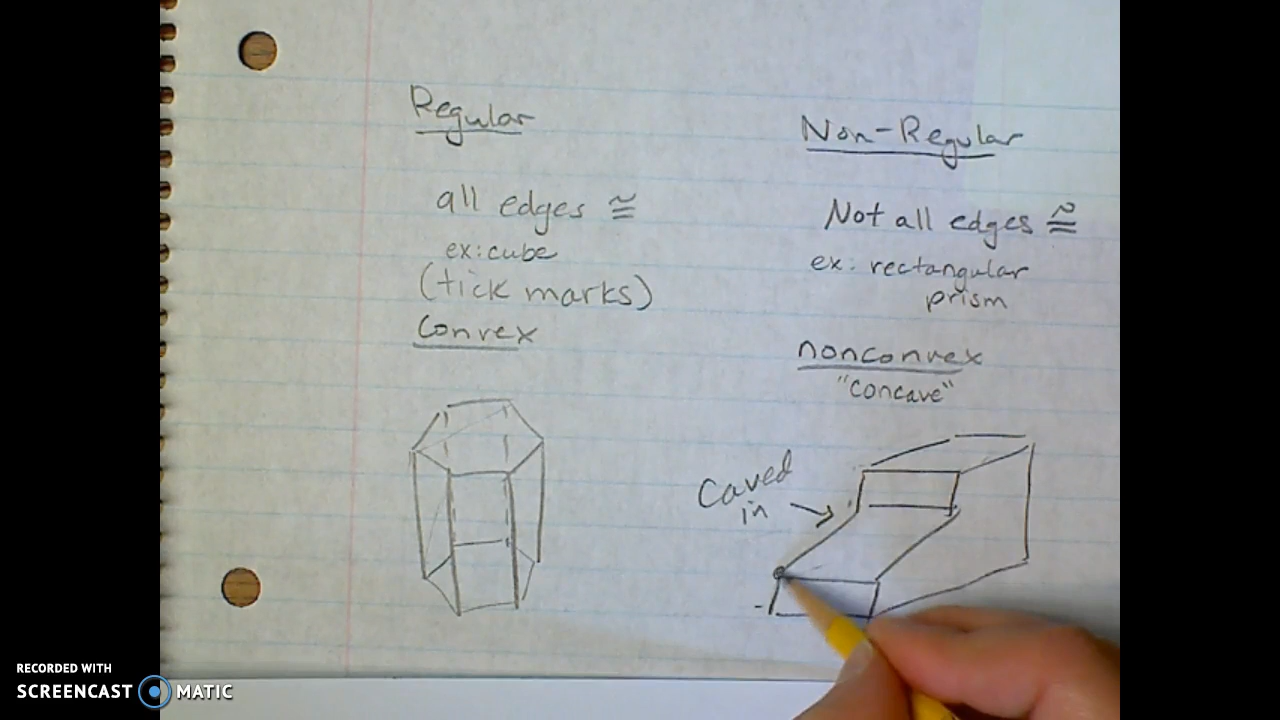 Regular
all edges ≅
ex: cube
(tick marks)
Convex
Non-Regular
Not all edges ≅
ex: rectangular
prism
nonconvex
"concave"
Caved
in
RECORDED WITH
SCREENCAST MATIC